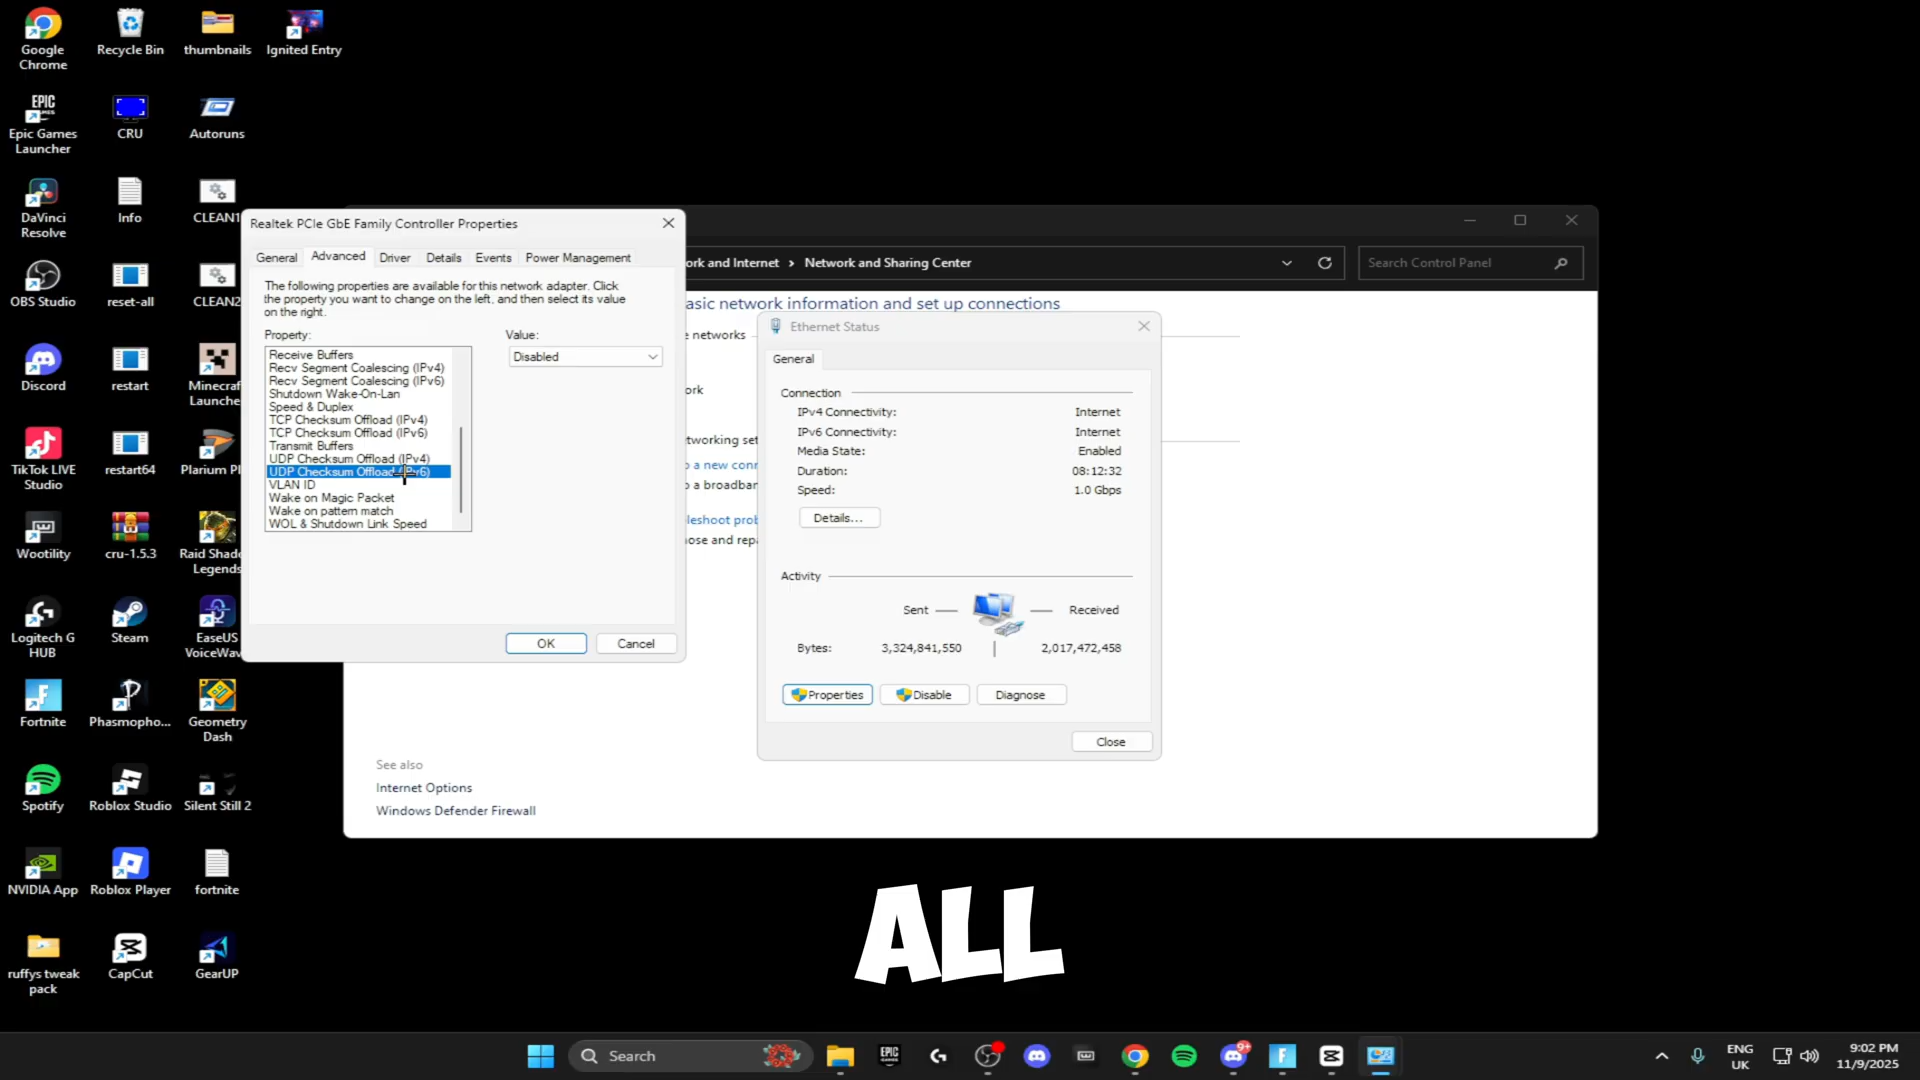 Google
Chrome
Recycle Bin
thumbnails
Ignited Entry
EPIC
GAMES
Epic Games
Launcher
CRU
Autoruns
DaVinci
Resolve
Info
CLEAN1
OBS Studio
reset-all
CLEAN2
Discord
restart
Minecraf
Launche
TikTok LIVE
Studio
restart64
Plarium Pl
Wootility
cru-1.5.3
Raid Shad
Legends
Logitech G
HUB
Steam
EaseUS
VoiceWav
Fortnite
Phasmopho...
Geometry
Dash
Spotify
Roblox Studio
Silent Still 2
NVIDIA App
Roblox Player
fortnite
ruffys tweak
pack
CapCut
GearUP
Realtek PCIe GbE Family Controller Properties
General
Advanced
Driver
Details
Events
Power Management
The following properties are available for this network adapter. Click
the property you want to change on the left, and then select its value
on the right.
Property:
Value:
Receive Buffers
Recv Segment Coalescing (IPv4)
Recv Segment Coalescing (IPv6)
Shutdown Wake-On-Lan
Speed & Duplex
TCP Checksum Offload (IPv4)
TCP Checksum Offload (IPv6)
Transmit Buffers
UDP Checksum Offload (IPv4)
UDP Checksum Offload (IPv6)
VLAN ID
Wake on Magic Packet
Wake on pattern match
WOL & Shutdown Link Speed
Disabled
OK
Cancel
ork and Internet > Network and Sharing Center
Search Control Panel
asic network information and set up connections
e networks
ork
tworking set
o a new conn
o a broadban
leshoot prob
ose and repa
Ethernet Status
General
Connection
IPv4 Connectivity: Internet
IPv6 Connectivity: Internet
Media State: Enabled
Duration: 08:12:32
Speed: 1.0 Gbps
Details...
Activity
Sent
Received
Bytes: 3,324,841,550 | 2,017,472,458
Properties
Disable
Diagnose
Close
See also
Internet Options
Windows Defender Firewall
ALL
Search
EPIC
GAMES
9+
ENG
UK
9:02 PM
11/9/2025